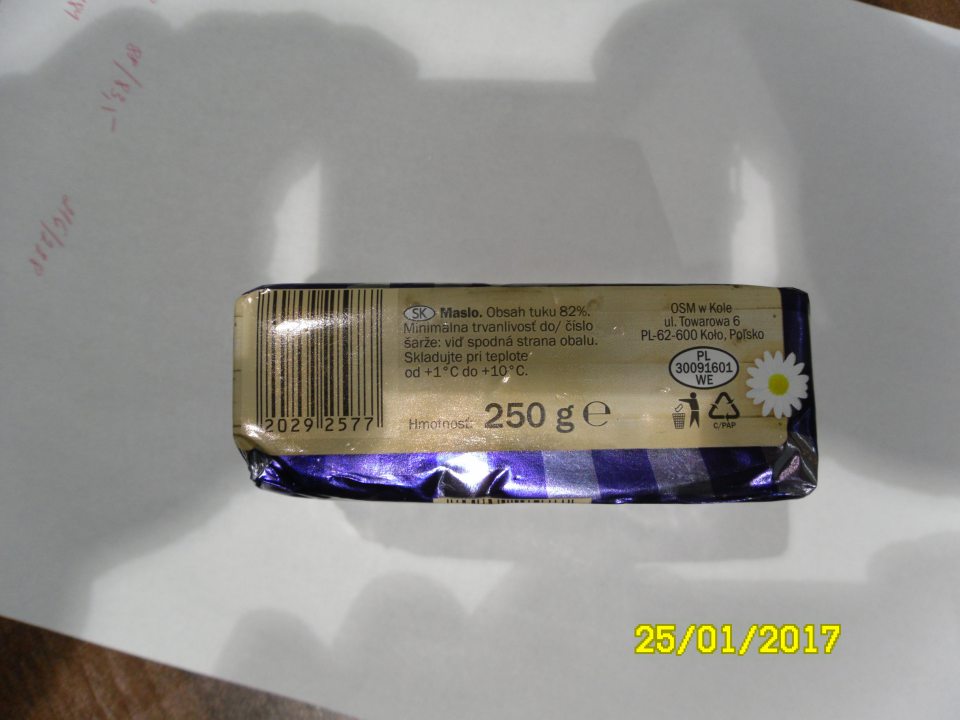 SK Maslo. Obsah tuku 82%.
Minimálna trvanlivosť do/ číslo
šarže: viď spodná strana obalu.
Skladujte pri teplote
od +1°C do +10°C.
Hmotnosť: 250 g ℮
2029 2577
OSM w Kole
ul. Towarowa 6
PL-62-600 Koło, Poľsko
PL
30091601
WE
C/PAP
25/01/2017